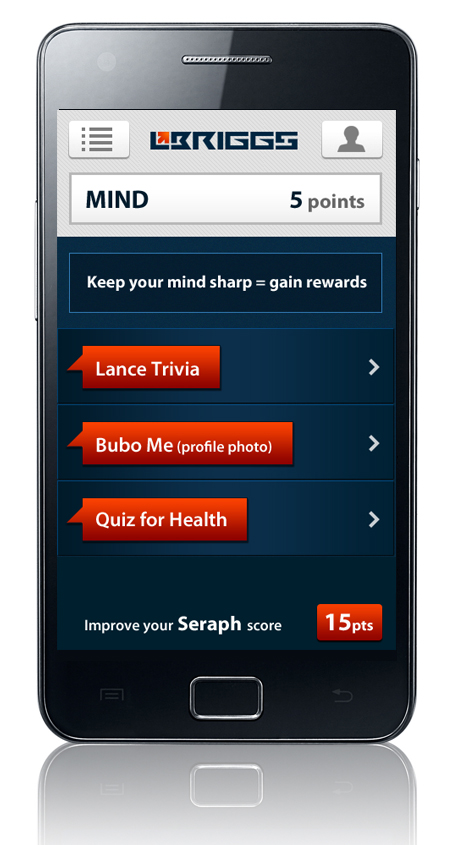 LBRIGGS
MIND 5 points
Keep your mind sharp = gain rewards
Lance Trivia
Bubo Me (profile photo)
Quiz for Health
Improve your Seraph score 15pts